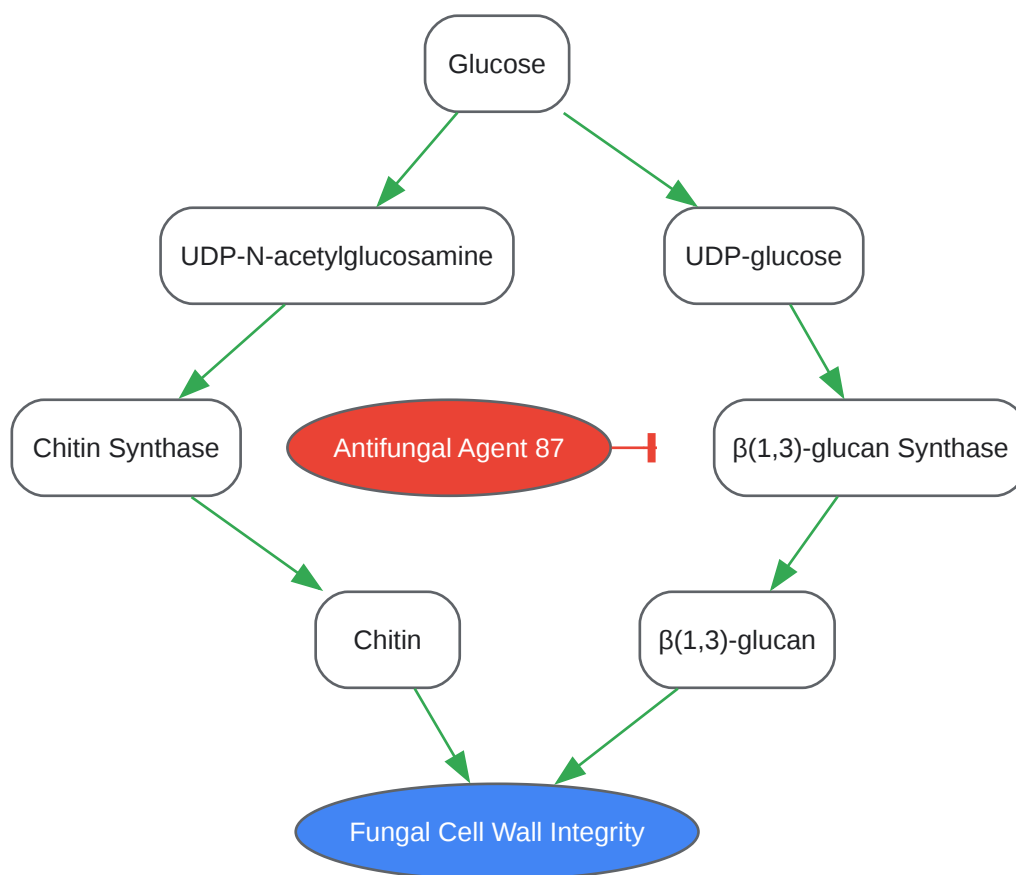 Glucose
UDP-N-acetylglucosamine
UDP-glucose
Chitin Synthase
Antifungal Agent 87
β(1,3)-glucan Synthase
Chitin
β(1,3)-glucan
Fungal Cell Wall Integrity